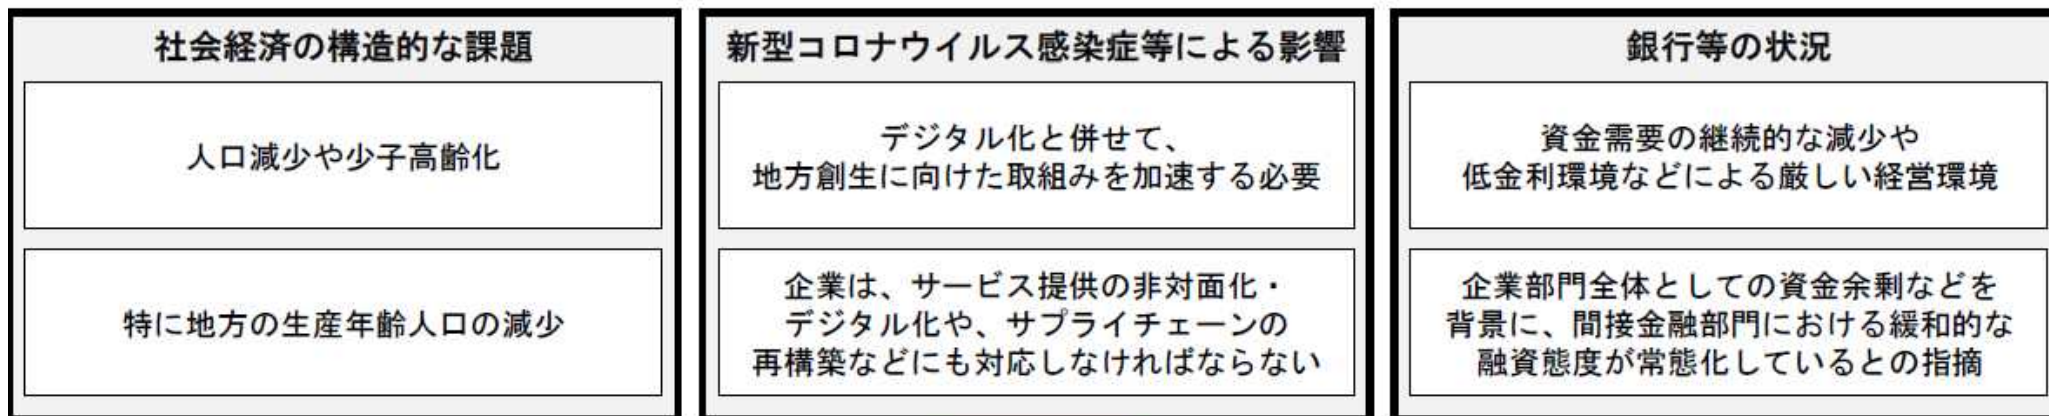 社会経済の構造的な課題
人口減少や少子高齢化
特に地方の生産年齢人口の減少
新型コロナウイルス感染症等による影響
デジタル化と併せて、
地方創生に向けた取組みを加速する必要
企業は、サービス提供の非対面化・
デジタル化や、サプライチェーンの
再構築などにも対応しなければならない
銀行等の状況
資金需要の継続的な減少や
低金利環境などによる厳しい経営環境
企業部門全体としての資金余剰などを
背景に、間接金融部門における緩和的な
融資態度が常態化しているとの指摘